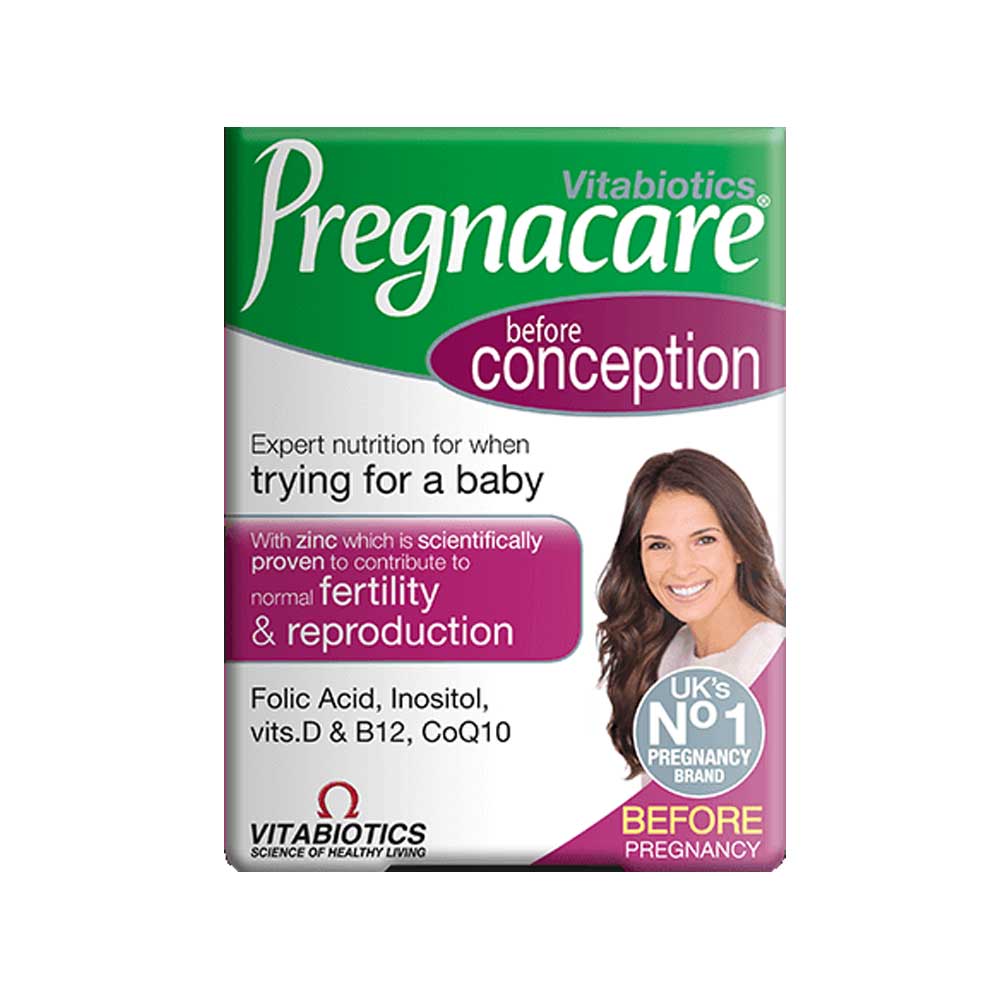 Vitabiotics
Pregnacare®
before
conception
Expert nutrition for when
trying for a baby
With zinc which is scientifically
proven to contribute to
normal fertility
& reproduction
Folic Acid, Inositol,
vits.D & B12, CoQ10
UK's
No1
PREGNANCY
BRAND
BEFORE
PREGNANCY
VITABIOTICS
SCIENCE OF HEALTHY LIVING